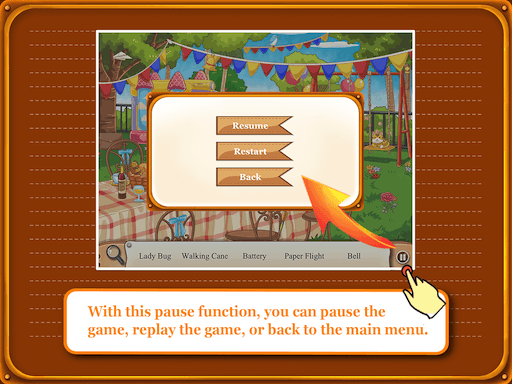 Resume
Restart
Back
Lady Bug Walking Cane Battery Paper Flight Bell
With this pause function, you can pause the
game, replay the game, or back to the main menu.